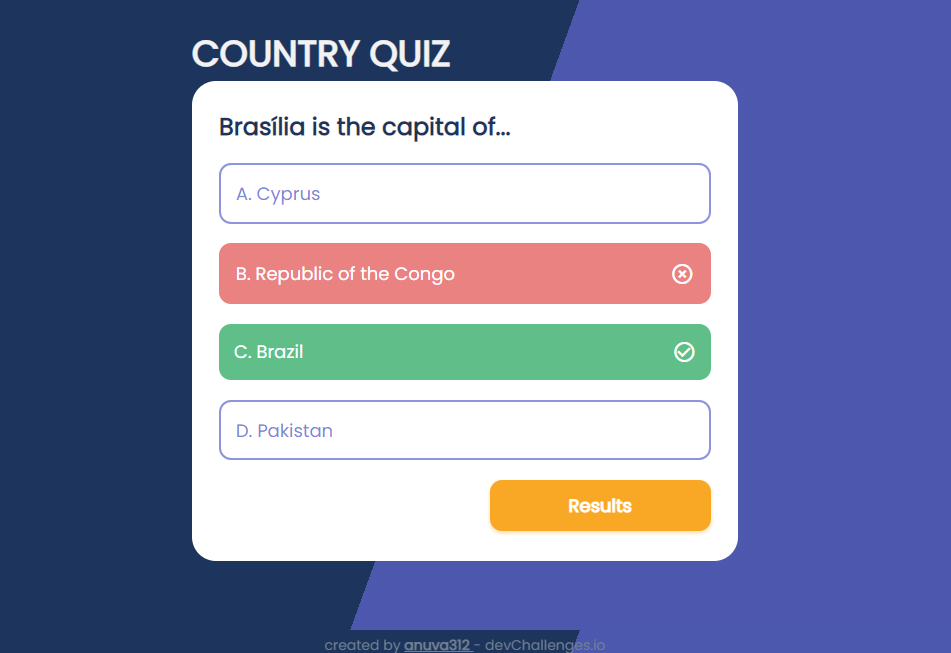 COUNTRY QUIZ
Brasília is the capital of...
A. Cyprus
B. Republic of the Congo
C. Brazil
D. Pakistan
Results
created by anuva312 - devChallenges.io